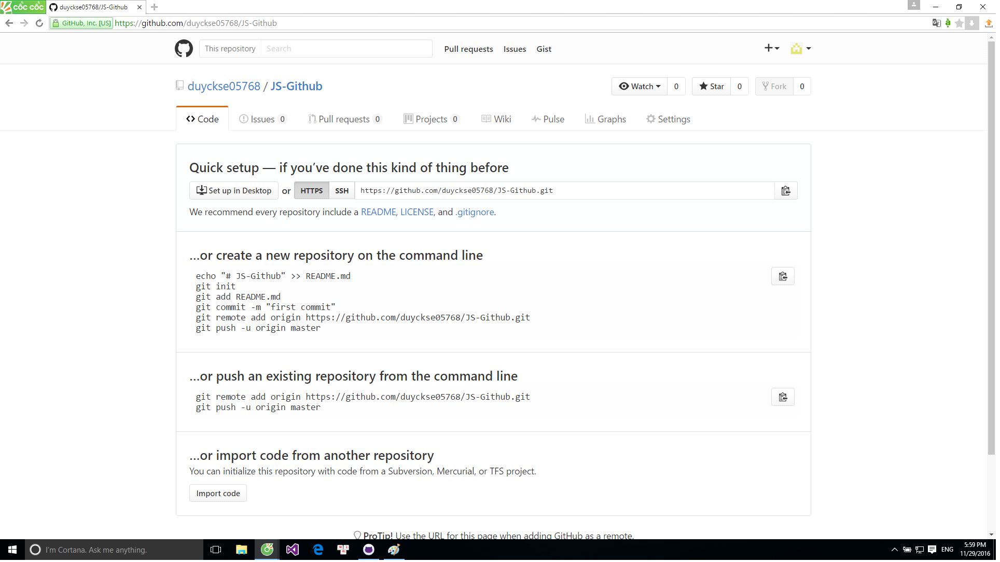 CỐC CỐC
duyckse05768/JS-Github
GitHub, Inc. [US] https://github.com/duyckse05768/JS-Github
This repository Search Pull requests Issues Gist
duyckse05768 / JS-Github
Watch 0 Star 0 Fork 0
Code Issues 0 Pull requests 0 Projects 0 Wiki Pulse Graphs Settings
Quick setup — if you’ve done this kind of thing before
Set up in Desktop or HTTPS SSH https://github.com/duyckse05768/JS-Github.git
We recommend every repository include a README, LICENSE, and .gitignore.
…or create a new repository on the command line
echo "# JS-Github" >> README.md
git init
git add README.md
git commit -m "first commit"
git remote add origin https://github.com/duyckse05768/JS-Github.git
git push -u origin master
…or push an existing repository from the command line
git remote add origin https://github.com/duyckse05768/JS-Github.git
git push -u origin master
…or import code from another repository
You can initialize this repository with code from a Subversion, Mercurial, or TFS project.
Import code
ProTip! Use the URL for this page when adding GitHub as a remote.
I'm Cortana. Ask me anything.
ENG
5:59 PM
11/29/2016